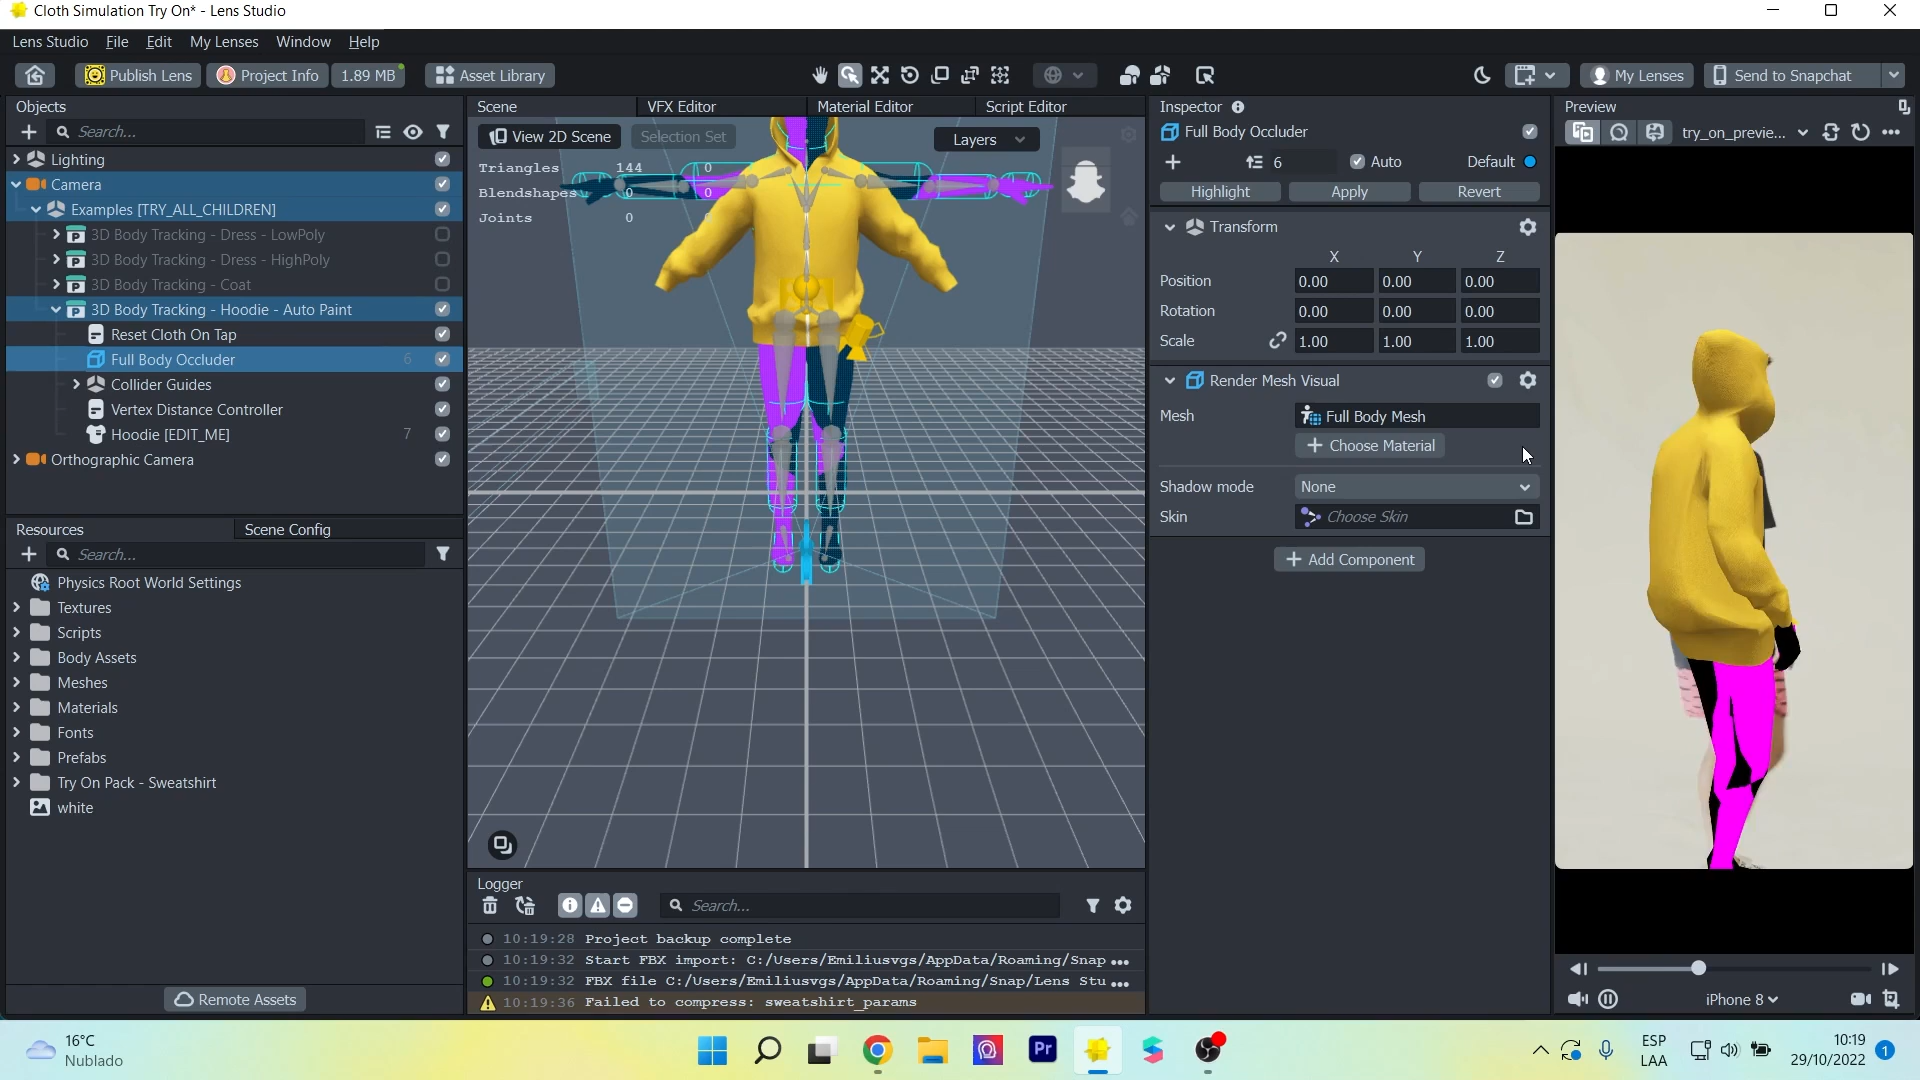 Cloth Simulation Try On* - Lens Studio
Lens Studio File Edit My Lenses Window Help
Publish Lens Project Info 1.89 MB Asset Library My Lenses Send to Snapchat
Objects
Search...
Lighting
Camera
Examples [TRY_ALL_CHILDREN]
3D Body Tracking - Dress - LowPoly
3D Body Tracking - Dress - HighPoly
3D Body Tracking - Coat
3D Body Tracking - Hoodie - Auto Paint
Reset Cloth On Tap
Full Body Occluder 6
Collider Guides
Vertex Distance Controller
Hoodie [EDIT_ME] 7
Orthographic Camera
Resources Scene Config
Search...
Physics Root World Settings
Textures
Scripts
Body Assets
Meshes
Materials
Fonts
Prefabs
Try On Pack - Sweatshirt
white
Remote Assets
Scene VFX Editor Material Editor Script Editor
View 2D Scene Selection Set Layers
Triangles 144 0
Blendshapes 0 0
Joints 0
Logger
Search...
10:19:28 Project backup complete
10:19:32 Start FBX import: C:/Users/Emiliusvgs/AppData/Roaming/Snap
10:19:32 FBX file C:/Users/Emiliusvgs/AppData/Roaming/Snap/Lens Stu
10:19:36 Failed to compress: sweatshirt_params
Inspector
Full Body Occluder
6 Auto Default
Highlight Apply Revert
Transform
X Y Z
Position 0.00 0.00 0.00
Rotation 0.00 0.00 0.00
Scale 1.00 1.00 1.00
Render Mesh Visual
Mesh Full Body Mesh
+ Choose Material
Shadow mode None
Skin Choose Skin
+ Add Component
Preview
try_on_previe...
iPhone 8
16°C
Nublado
Pr
ESP
LAA
10:19
29/10/2022
1